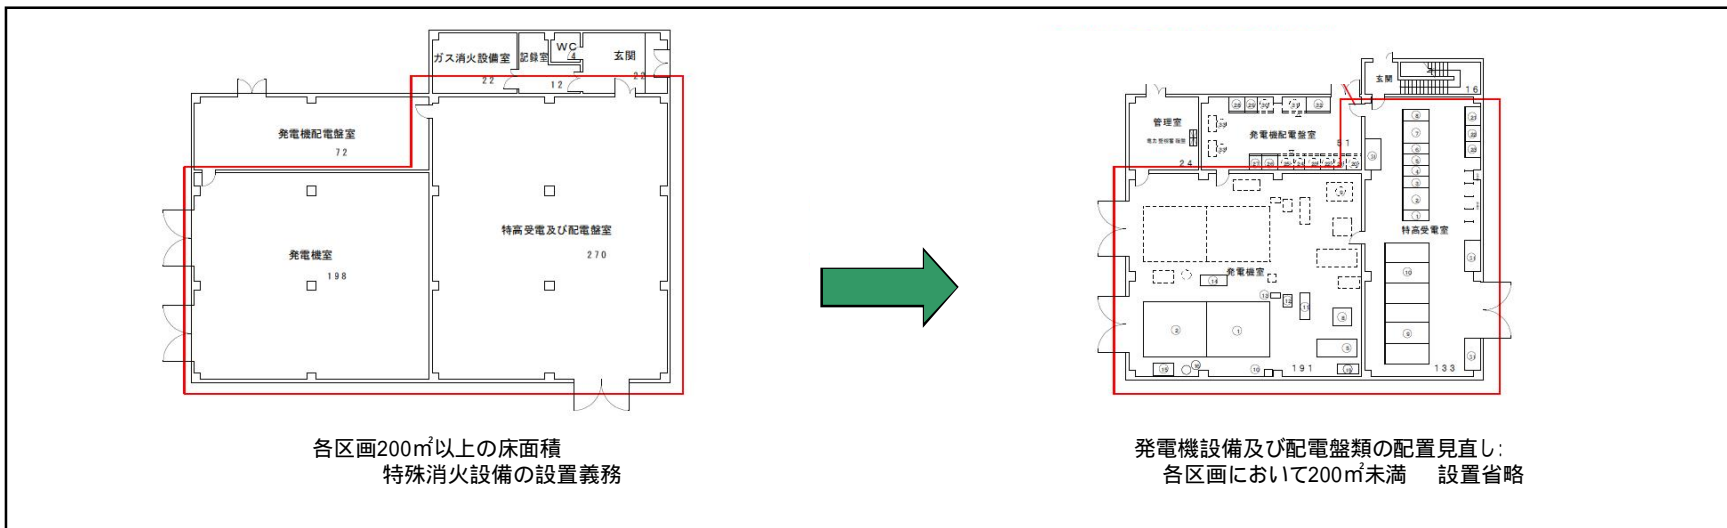 ガス消火設備室
22
記録室
12
WC
4
玄関
22
発電機配電盤室
72
特高受電及び配電盤室
270
発電機室
198
各区画200㎡以上の床面積
特殊消火設備の設置義務
玄関
16
管理室
24
発電機配電盤室
51
特高受電室
133
発電機室
191
発電機設備及び配電盤類の配置見直し:
各区画において200㎡未満 設置省略